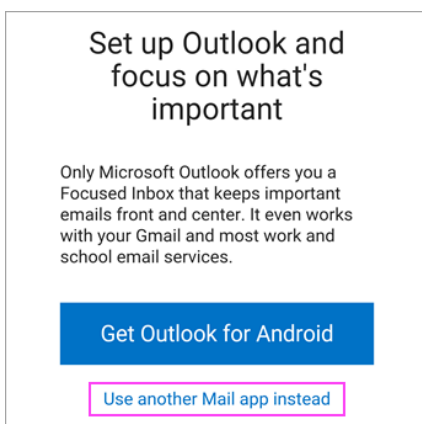 Set up Outlook and
focus on what's
important
Only Microsoft Outlook offers you a
Focused Inbox that keeps important
emails front and center. It even works
with your Gmail and most work and
school email services.
Get Outlook for Android
Use another Mail app instead